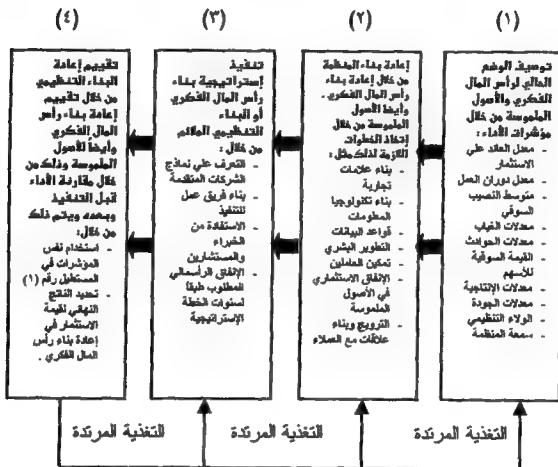 (١)
توصيف الوضع
الحالي لرأس المال
الفكري والأصول
الملموسة من خلال
مؤشرات الأداء:
- معدل العائد على
الاستثمار
- معدل دوران العمل
- متوسط النصيب
السوقي
- معدلات الغياب
- معدلات الحوادث
- القيمة السوقية
للأسهم
- معدلات الإنتاجية
- معدلات الجودة
- الولاء التنظيمي
- سمعة المنظمة
(٢)
إعادة بناء المنظمة
من خلال إعادة بناء
رأس المال الفكري،
وأيضاً الأصول
الملموسة من خلال
إتخاذ الخطوات
اللازمة لذلك مثل:
- بناء علامات
تجارية
- بناء تكنولوجيا
المعلومات
- قواعد البيانات
- التطوير البشري
- تمكين العاملين
- الإنفاق الاستثماري
في الأصول
الملموسة
- الترويج وبناء
علاقات مع العملاء
(٣)
تنفيذ
إستراتيجية بناء
رأس المال الفكري
أو البناء
التنظيمي الملائم
من خلال:
- التعرف على نماذج
الشركات المتقدمة
- بناء فريق عمل
للتنفيذ
- الاستفادة من
الخبراء
والمستشارين
- الإنفاق الرأسمالي
المطلوب طبقاً
لسنوات الخطة
الإستراتيجية
(٤)
تقييم إعادة
البناء التنظيمي
من خلال تقييم
إعادة بناء رأس
المال الفكري
وأيضاً للأصول
الملموسة وذلك من
خلال مقارنة الأداء
قبل التنفيذ
وبعده ويتم ذلك
من خلال:
- استخدام نفس
المؤشرات في
المستطيل رقم (١)
- تحديد الناتج
النهائي لقيمة
الاستثمار في
إعادة بناء رأس
المال الفكري.
التغذية المرتدة
التغذية المرتدة
التغذية المرتدة